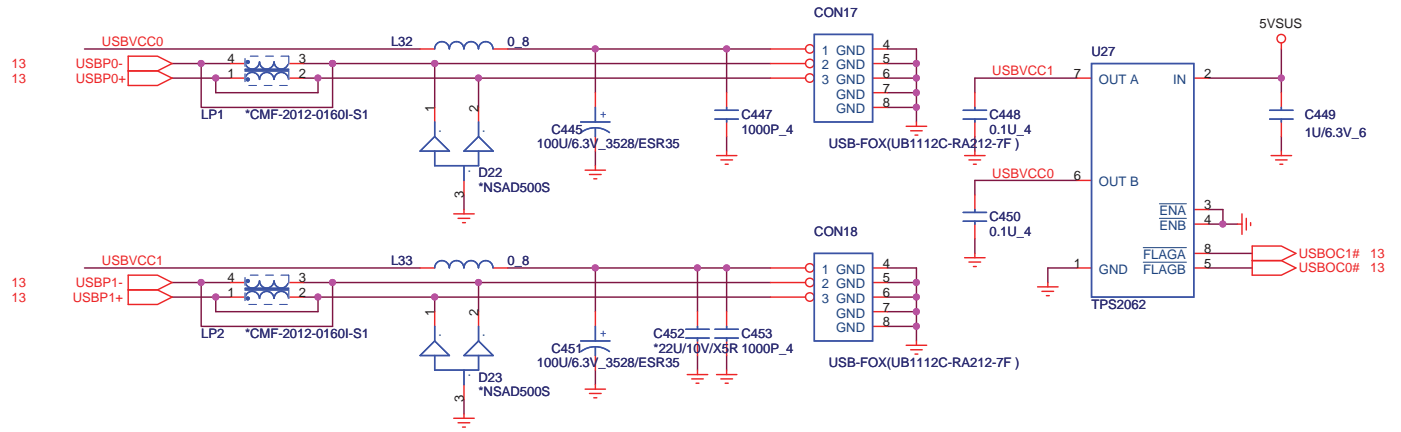 CON17
USBVCC0
L32
0_8
13 USBP0-
13 USBP0+
4 3
1 2
LP1 *CMF-2012-0160I-S1
1 2
3
D22
*NSAD500S
+
C445
100U/6.3V_3528/ESR35
C447
1000P_4
1 GND 4
2 GND 5
3 GND 6
GND 7
GND 8
USB-FOX(UB1112C-RA212-7F )
5VSUS
U27
USBVCC1 7 OUT A
IN 2
C448
0.1U_4
C449
1U/6.3V_6
USBVCC0 6 OUT B
C450
0.1U_4
ENA 3
ENB 4
FLAGA 8 USBOC1# 13
FLAGB 5 USBOC0# 13
1 GND
TPS2062
CON18
USBVCC1
L33
0_8
13 USBP1-
13 USBP1+
4 3
1 2
LP2 *CMF-2012-0160I-S1
1 2
3
D23
*NSAD500S
+
C451
100U/6.3V_3528/ESR35
C452
*22U/10V/X5R
C453
1000P_4
1 GND 4
2 GND 5
3 GND 6
GND 7
GND 8
USB-FOX(UB1112C-RA212-7F )